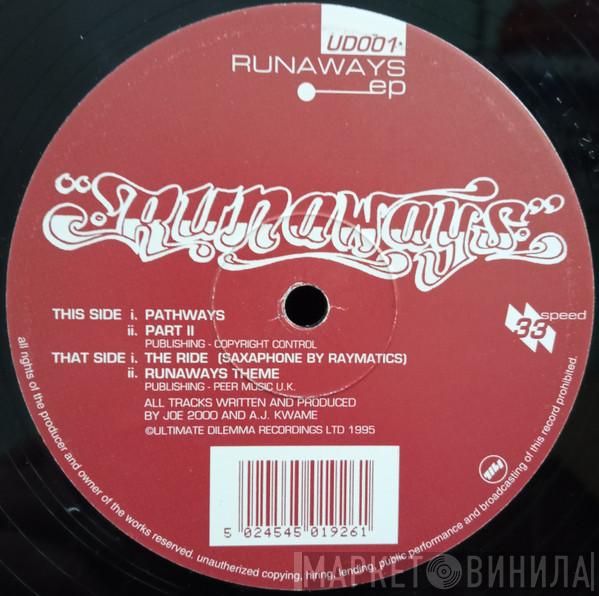 UD001
RUNAWAYS
ep
"Runaways"
THIS SIDE i. PATHWAYS
ii. PART II
PUBLISHING - COPYRIGHT CONTROL
THAT SIDE i. THE RIDE (SAXAPHONE BY RAYMATICS)
ii. RUNAWAYS THEME
PUBLISHING - PEER MUSIC U.K.
ALL TRACKS WRITTEN AND PRODUCED
BY JOE 2000 AND A.J. KWAME
©ULTIMATE DILEMMA RECORDINGS LTD 1995
speed
33
5 024545 019261
all rights of the producer and owner of the works reserved. unauthorized copying, hiring, lending, public performance and broadcasting of this record prohibited.
МАРКЕТ ВИНИЛА